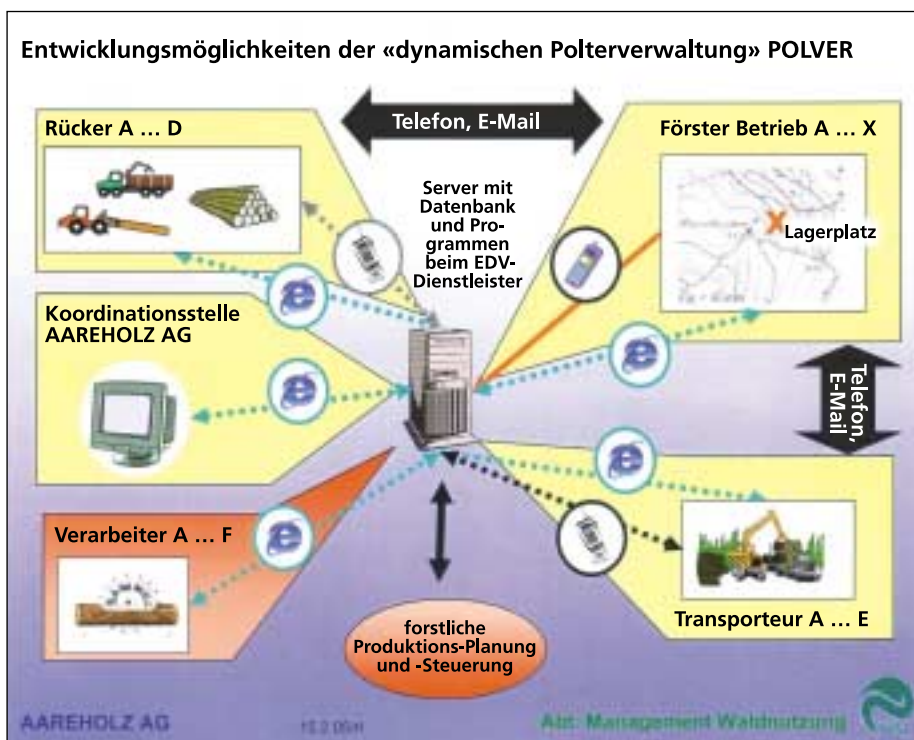 Entwicklungsmöglichkeiten der «dynamischen Polterverwaltung» POLVER
Rücker A ... D
Telefon, E-Mail
Förster Betrieb A ... X
Server mit
Datenbank
und Pro-
grammen
beim EDV-
Dienstleister
Lagerplatz
Koordinationsstelle
AAREHOLZ AG
Telefon,
E-Mail
Verarbeiter A ... F
forstliche
Produktions-Planung
und -Steuerung
Transporteur A ... E
AAREHOLZ AG
Abt. Management Waldnutzung